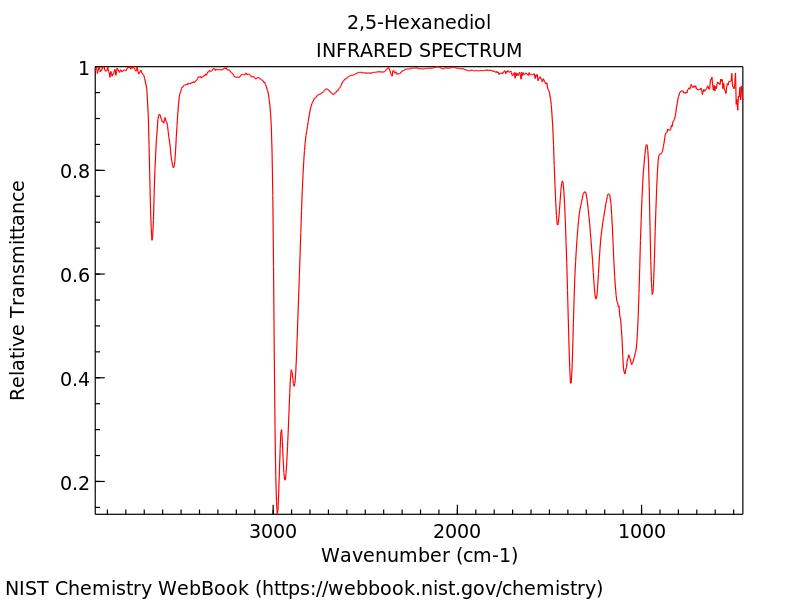 2,5-Hexanediol
INFRARED SPECTRUM
1
0.8
0.6
0.4
0.2
Relative Transmittance
3000 2000 1000
Wavenumber (cm-1)
NIST Chemistry WebBook (https://webbook.nist.gov/chemistry)